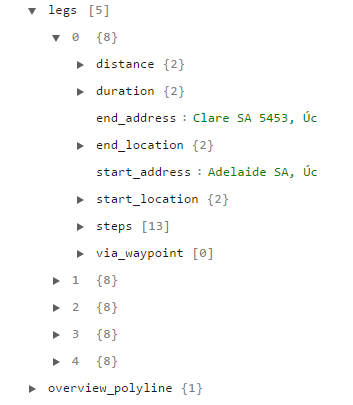 legs [5]
0 {8}
distance {2}
duration {2}
end_address : Clare SA 5453, Úc
end_location {2}
start_address : Adelaide SA, Úc
start_location {2}
steps [13]
via_waypoint [0]
1 {8}
2 {8}
3 {8}
4 {8}
overview_polyline {1}